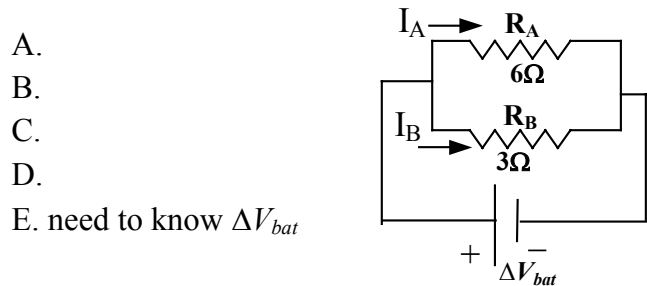 A.
B.
C.
D.
E. need to know ΔV_bat
I_A
R_A
6Ω
I_B
R_B
3Ω
+ −
ΔV_bat